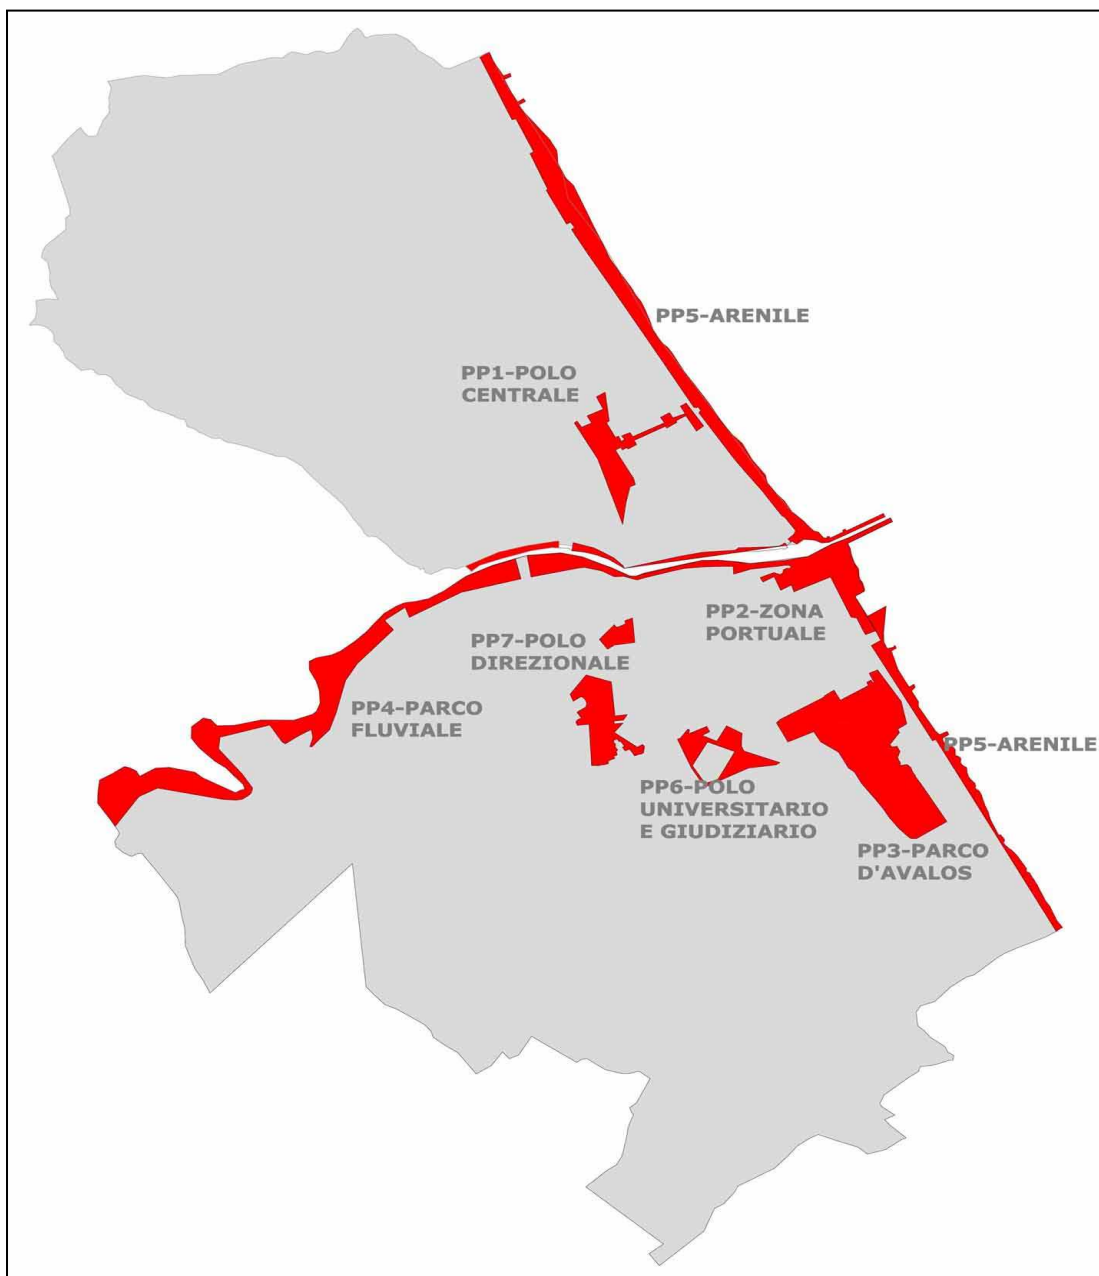 PP5-ARENILE
PP1-POLO
CENTRALE
PP2-ZONA
PORTUALE
PP7-POLO
DIREZIONALE
PP4-PARCO
FLUVIALE
PP5-ARENILE
PP6-POLO
UNIVERSITARIO
E GIUDIZIARIO
PP3-PARCO
D'AVALOS